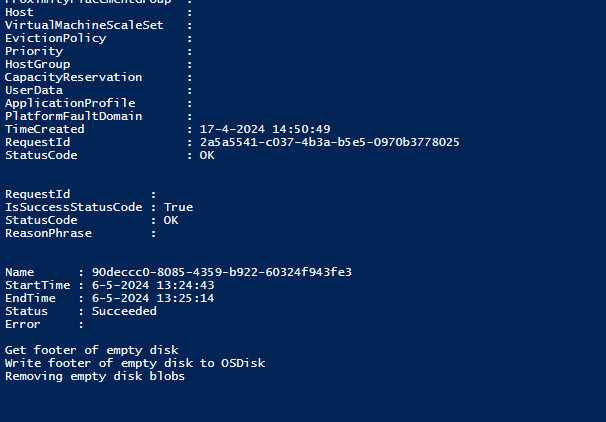 ProximityPlacementGroup :
Host :
VirtualMachineScaleSet :
EvictionPolicy :
Priority :
HostGroup :
CapacityReservation :
UserData :
ApplicationProfile :
PlatformFaultDomain :
TimeCreated : 17-4-2024 14:50:49
RequestId : 2a5a5541-c037-4b3a-b5e5-0970b3778025
StatusCode : OK
RequestId :
IsSuccessStatusCode : True
StatusCode : OK
ReasonPhrase :
Name : 90deccc0-8085-4359-b922-60324f943fe3
StartTime : 6-5-2024 13:24:43
EndTime : 6-5-2024 13:25:14
Status : Succeeded
Error :
Get footer of empty disk
Write footer of empty disk to OSDisk
Removing empty disk blobs